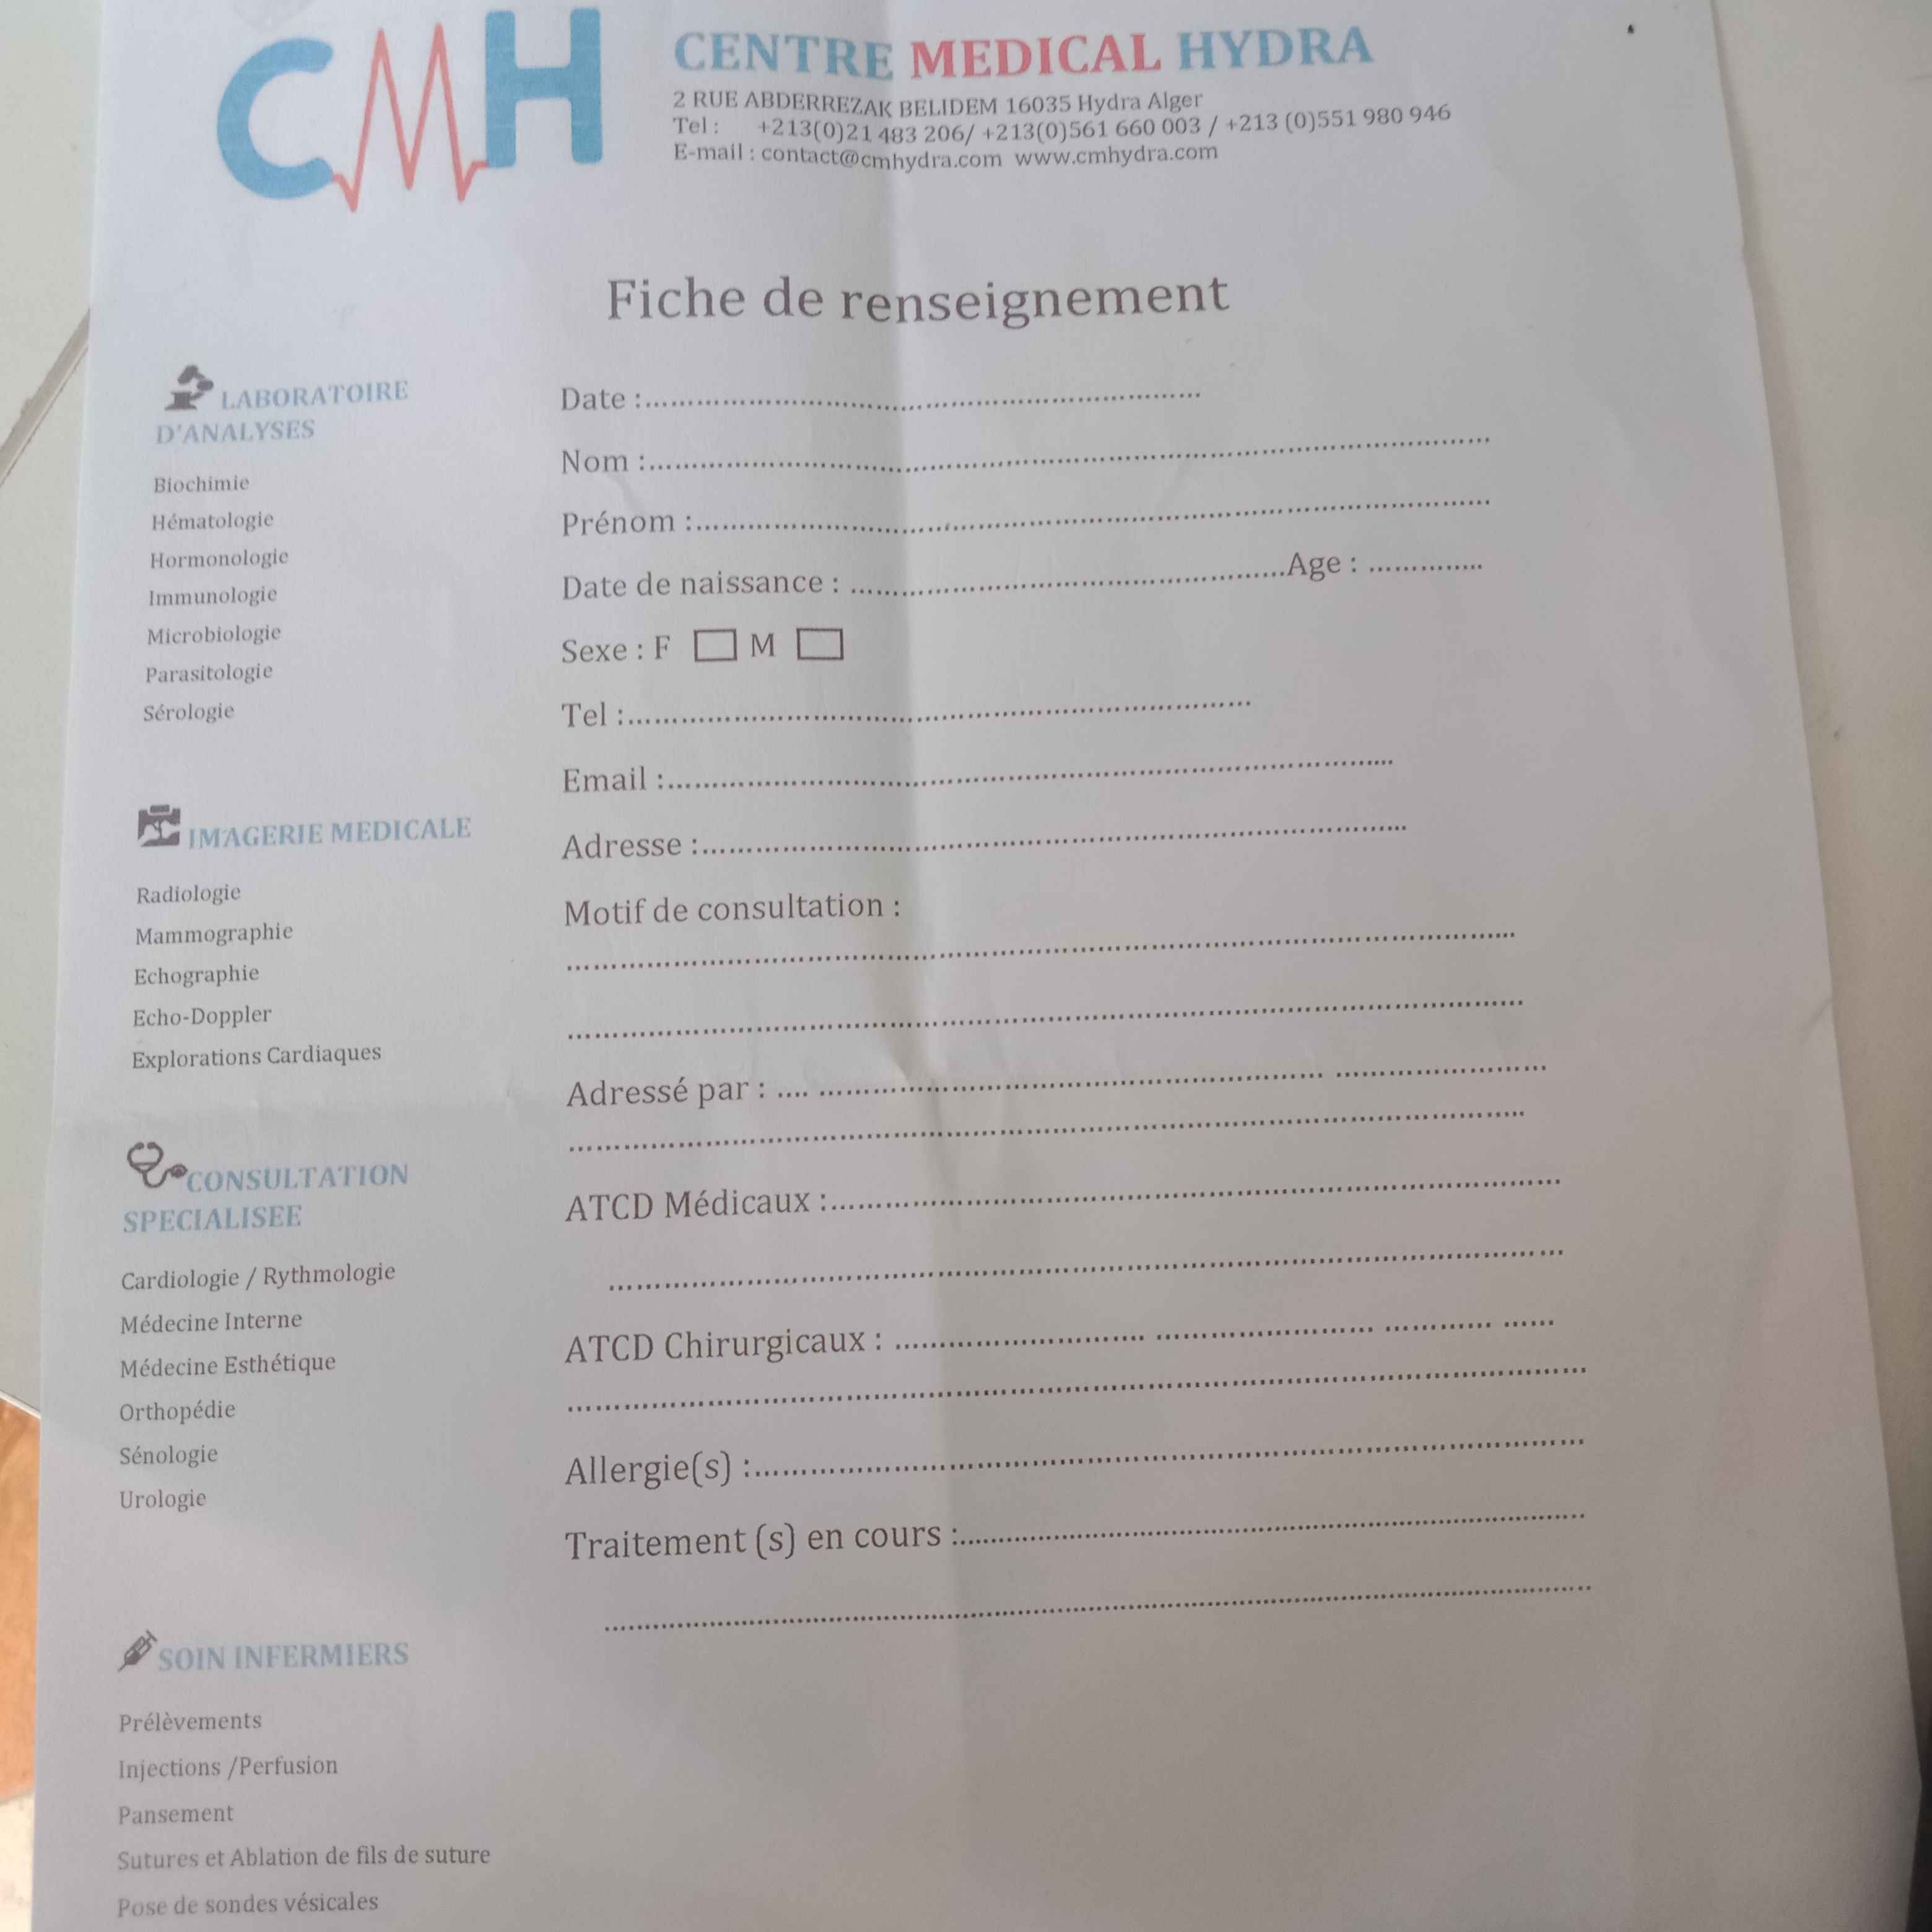 CMH
CENTRE MEDICAL HYDRA
2 RUE ABDERREZAK BELIDEM 16035 Hydra Alger
Tel : +213(0)21 483 206/ +213(0)561 660 003 / +213 (0)551 980 946
E-mail : contact@cmhydra.com www.cmhydra.com
Fiche de renseignement
LABORATOIRE
D'ANALYSES
Biochimie
Hématologie
Hormonologie
Immunologie
Microbiologie
Parasitologie
Sérologie
IMAGERIE MEDICALE
Radiologie
Mammographie
Echographie
Echo-Doppler
Explorations Cardiaques
CONSULTATION
SPECIALISEE
Cardiologie / Rythmologie
Médecine Interne
Médecine Esthétique
Orthopédie
Sénologie
Urologie
SOIN INFERMIERS
Prélèvements
Injections /Perfusion
Pansement
Sutures et Ablation de fils de suture
Pose de sondes vésicales
Date :
Nom :
Prénom :
Date de naissance : Age :
Sexe : F M
Tel :
Email :
Adresse :
Motif de consultation :
Adressé par :
ATCD Médicaux :
ATCD Chirurgicaux :
Allergie(s) :
Traitement (s) en cours :